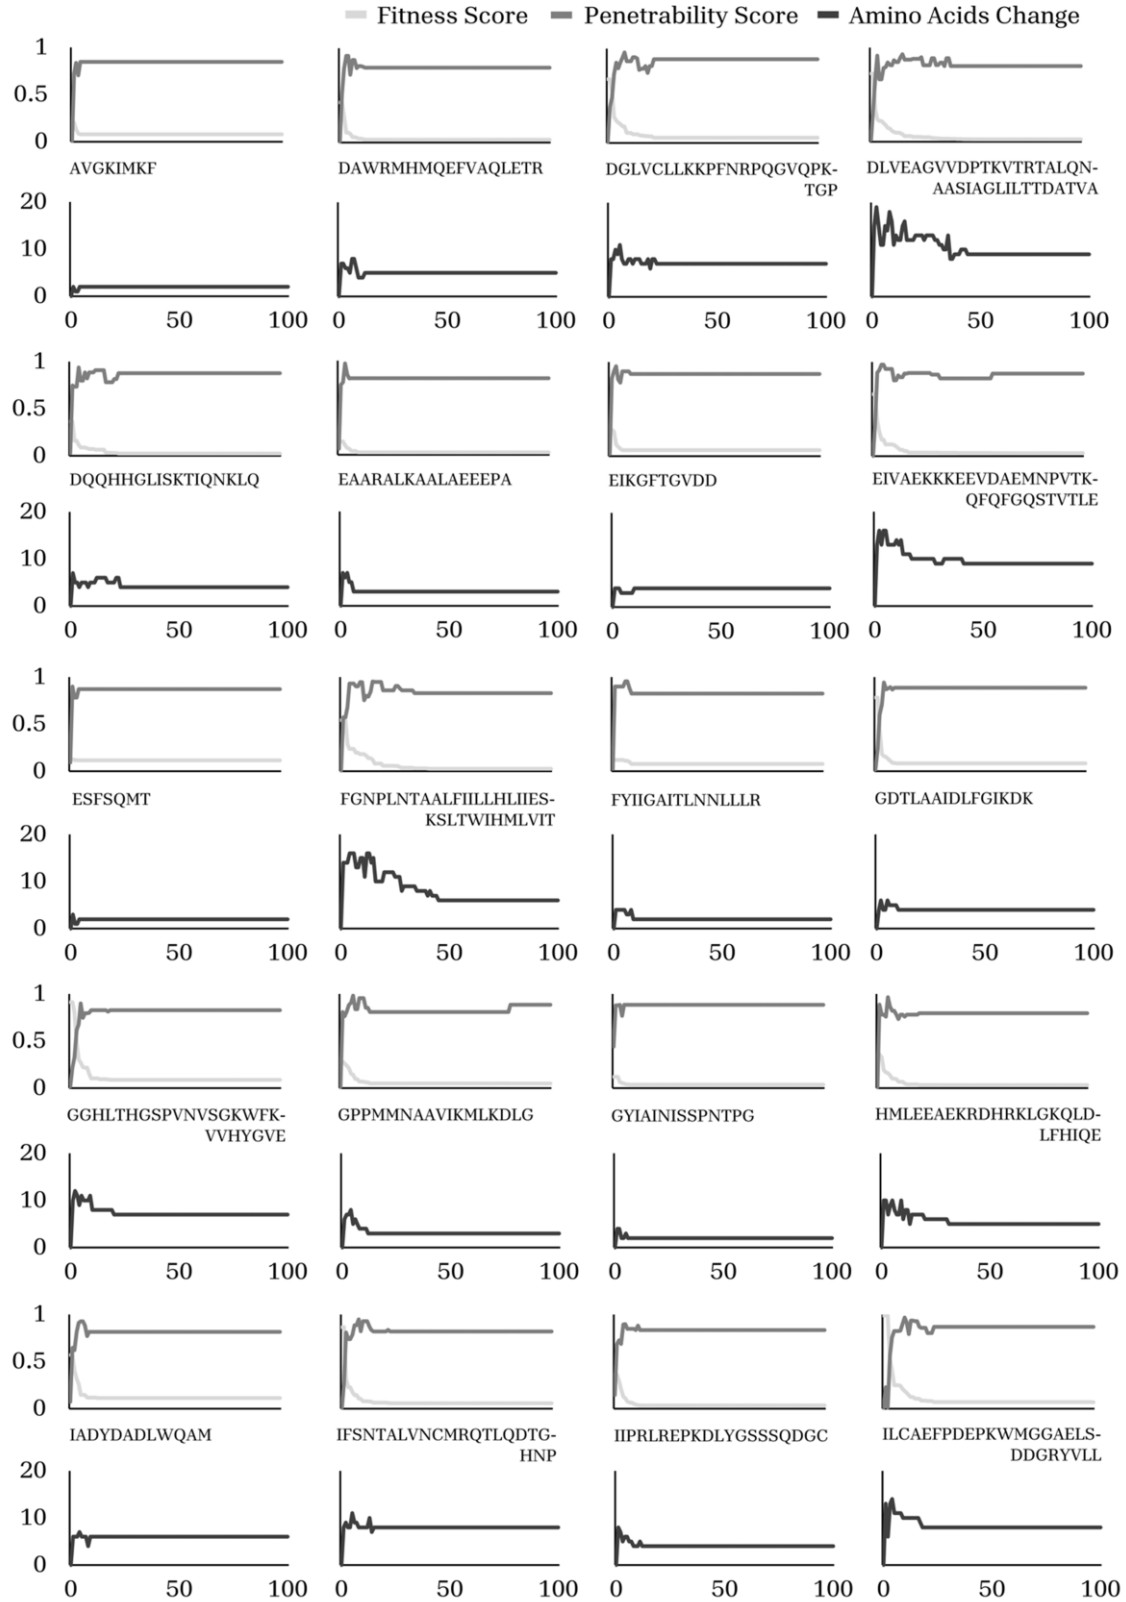 Fitness Score Penetrability Score Amino Acids Change
1
0.5
0
AVGKIMKF DAWRMHMQEFVAQLETR DGLVCLLKKPFNRPQGVQPK- DLVEAGVVDPTKVTRTALQN-
TGP AASIAGLILTTDATVA
20
10
0
0 50 100 0 50 100 0 50 100 0 50 100
1
0.5
0
DQQHHGLISKTIQNKLQ EAARALKAALAEEEPA EIKGFTGVDD EIVAEKKKEEVDAEMNPVTK-
QFQFGQSTVTLE
20
10
0
0 50 100 0 50 100 0 50 100 0 50 100
1
0.5
0
ESFSQMT FGNPLNTAALFIILLHLIIES- FYIIGAITLNNLLLR GDTLAAIDLFGIKDK
KSLTWIHMLVIT
20
10
0
0 50 100 0 50 100 0 50 100 0 50 100
1
0.5
0
GGHLTHGSPVNVSGKWFK- GPPMMNAAVIKMLKDLG GYIAINISSPNTPG HMLEEAEKRDHRKLGKQLD-
VVHYGVE LFHIQE
20
10
0
0 50 100 0 50 100 0 50 100 0 50 100
1
0.5
0
IADYDADLWQAM IFSNTALVNCMRQTLQDTG- IIPRLREPKDLYGSSSQDGC ILCAEFPDEPKWMGGAELS-
HNP DDGRYVLL
20
10
0
0 50 100 0 50 100 0 50 100 0 50 100